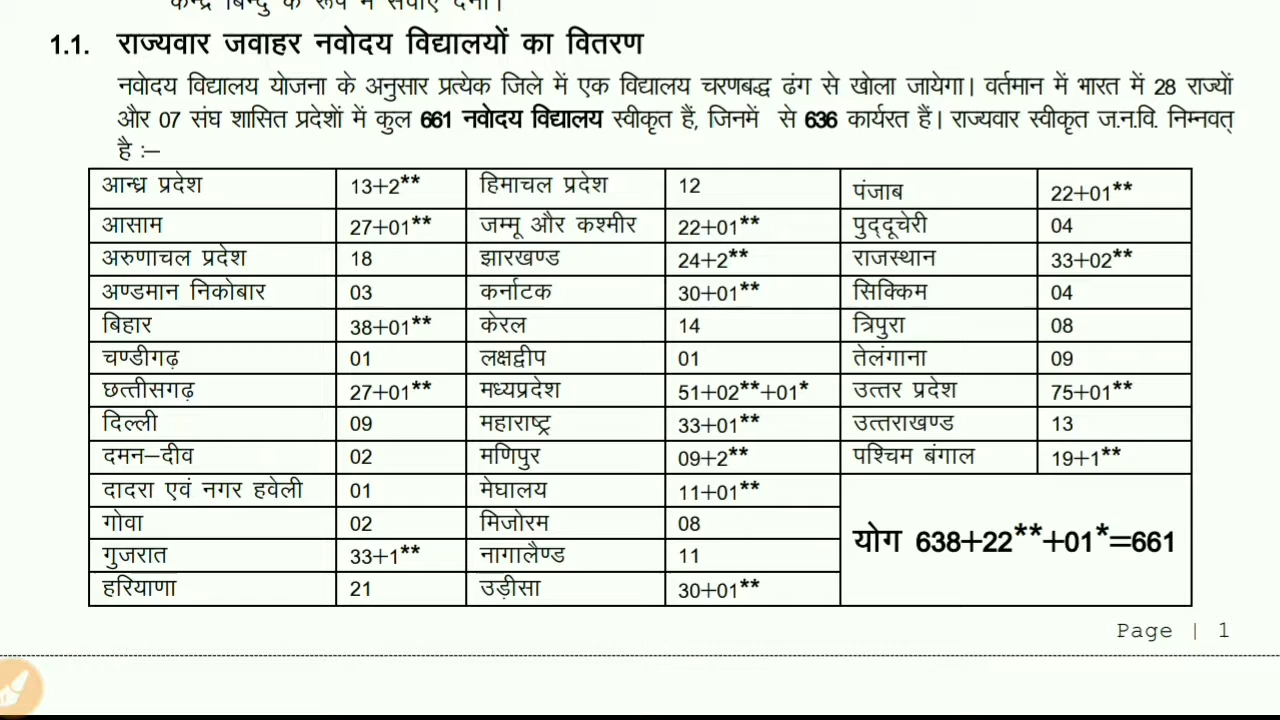 1.1. राज्यवार जवाहर नवोदय विद्यालयों का वितरण
नवोदय विद्यालय योजना के अनुसार प्रत्येक जिले में एक विद्यालय चरणबद्ध ढंग से खोला जायेगा। वर्तमान में भारत में 28 राज्यों
और 07 संघ शासित प्रदेशों में कुल 661 नवोदय विद्यालय स्वीकृत हैं, जिनमें से 636 कार्यरत हैं। राज्यवार स्वीकृत ज.न.वि. निम्नवत्
है :–
आन्ध्र प्रदेश 13+2** हिमाचल प्रदेश 12 पंजाब 22+01**
आसाम 27+01** जम्मू और कश्मीर 22+01** पुद्दूचेरी 04
अरुणाचल प्रदेश 18 झारखण्ड 24+2** राजस्थान 33+02**
अण्डमान निकोबार 03 कर्नाटक 30+01** सिक्किम 04
बिहार 38+01** केरल 14 त्रिपुरा 08
चण्डीगढ़ 01 लक्षद्वीप 01 तेलंगाना 09
छत्तीसगढ़ 27+01** मध्यप्रदेश 51+02**+01* उत्तर प्रदेश 75+01**
दिल्ली 09 महाराष्ट्र 33+01** उत्तराखण्ड 13
दमन–दीव 02 मणिपुर 09+2** पश्चिम बंगाल 19+1**
दादरा एवं नगर हवेली 01 मेघालय 11+01**
गोवा 02 मिजोरम 08
योग 638+22**+01*=661
गुजरात 33+1** नागालैण्ड 11
हरियाणा 21 उड़ीसा 30+01**
Page | 1